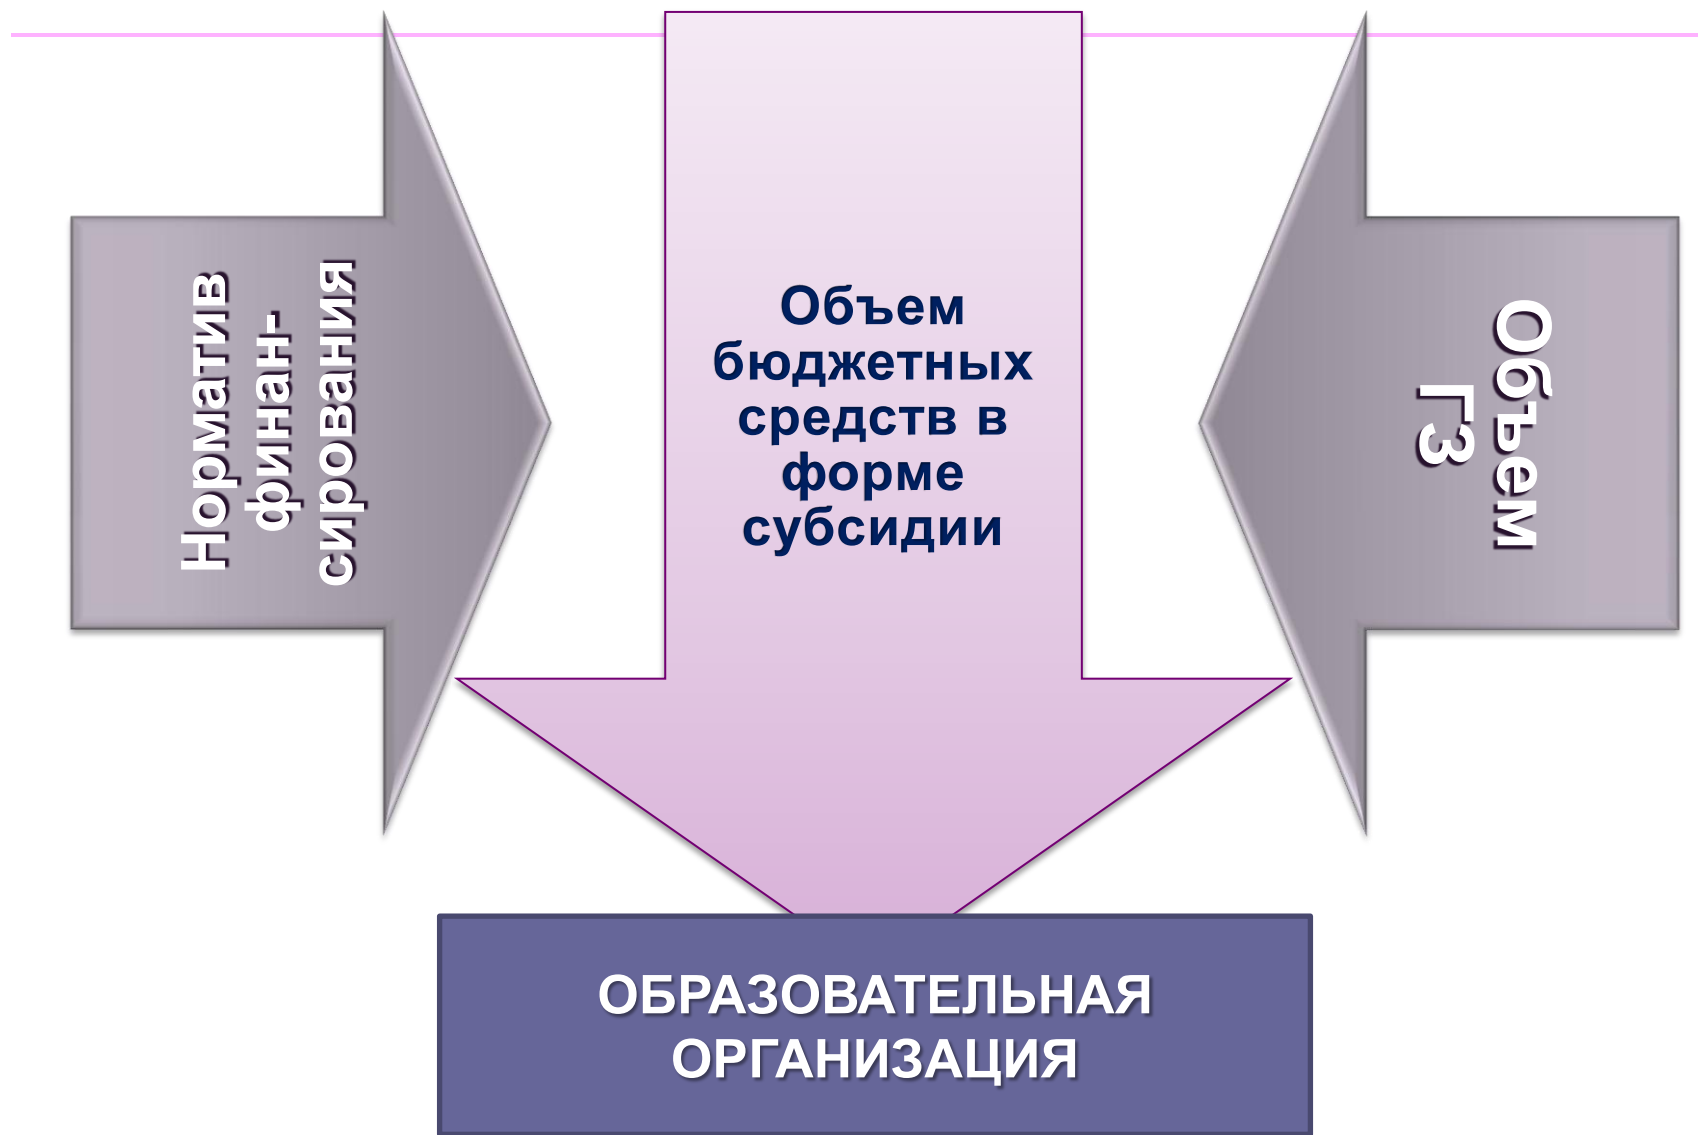 Норматив
финан-
сирования
Объем
бюджетных
средств в
форме
субсидии
Объем
ГЗ
ОБРАЗОВАТЕЛЬНАЯ
ОРГАНИЗАЦИЯ